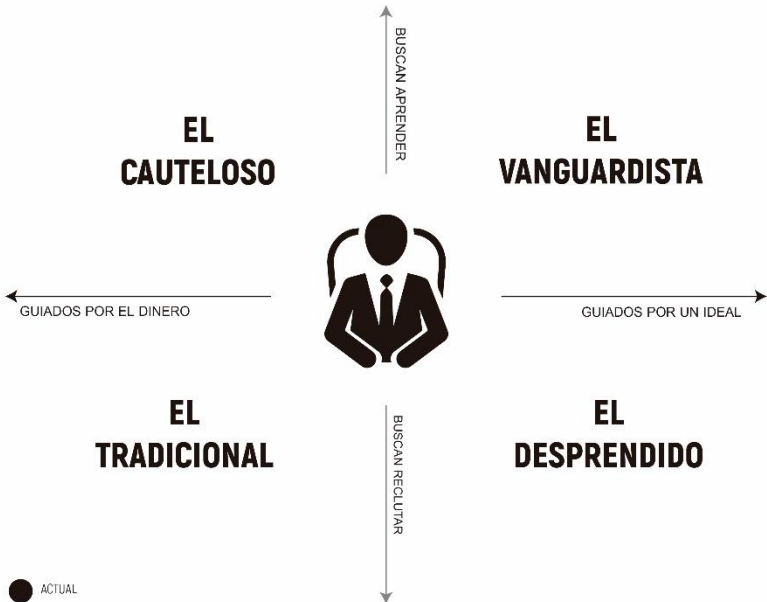 BUSCAN APRENDER
EL
CAUTELOSO
EL
VANGUARDISTA
GUIADOS POR EL DINERO
GUIADOS POR UN IDEAL
EL
TRADICIONAL
EL
DESPRENDIDO
BUSCAN RECLUTAR
ACTUAL